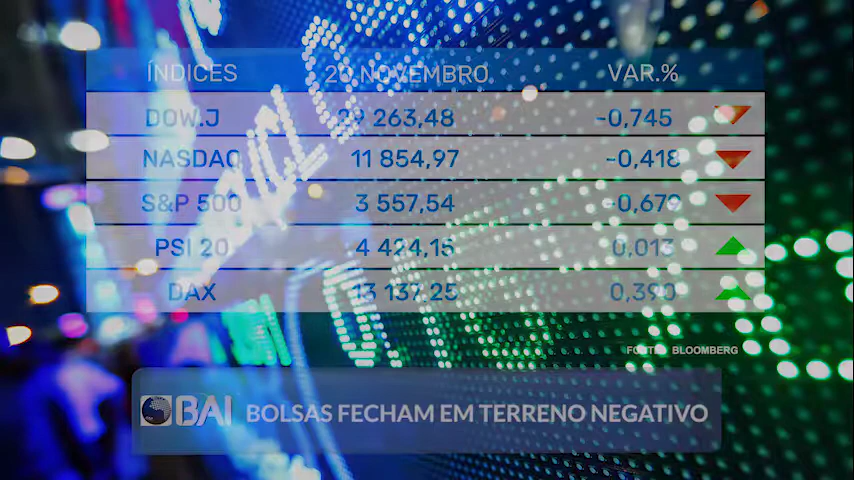 ÍNDICES 20 NOVEMBRO VAR.%
DOW.J 29 263,48 -0,745
NASDAQ 11 854,97 -0,418
S&P 500 3 557,54 -0,679
PSI 20 4 424,15 0,013
DAX 13 137,25 0,390
FONTE: BLOOMBERG
BAI BOLSAS FECHAM EM TERRENO NEGATIVO